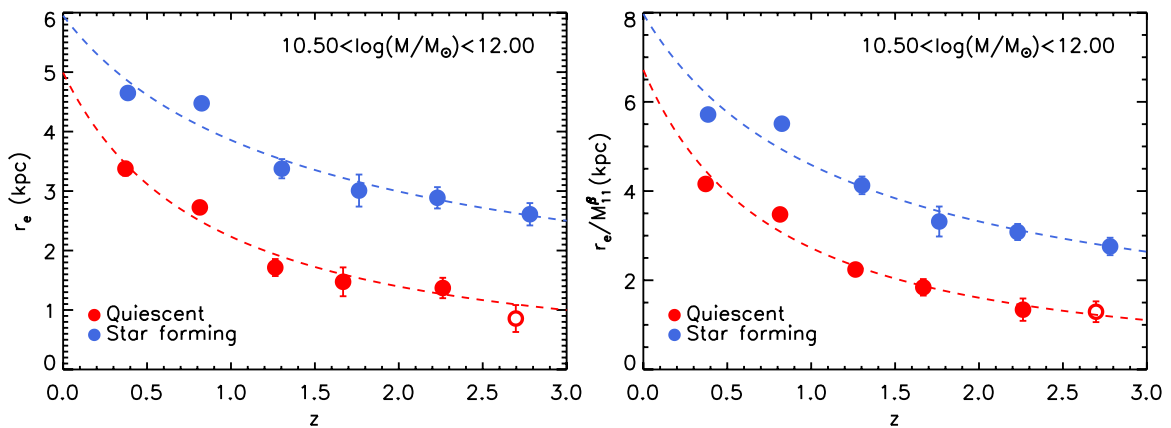 10.50<log(M/M☉)<12.00
6
5
4
3
2
1
0
r_e (kpc)
Quiescent
Star forming
0.0 0.5 1.0 1.5 2.0 2.5 3.0
z
10.50<log(M/M☉)<12.00
8
6
4
2
0
r_e/M_11^β (kpc)
Quiescent
Star forming
0.0 0.5 1.0 1.5 2.0 2.5 3.0
z